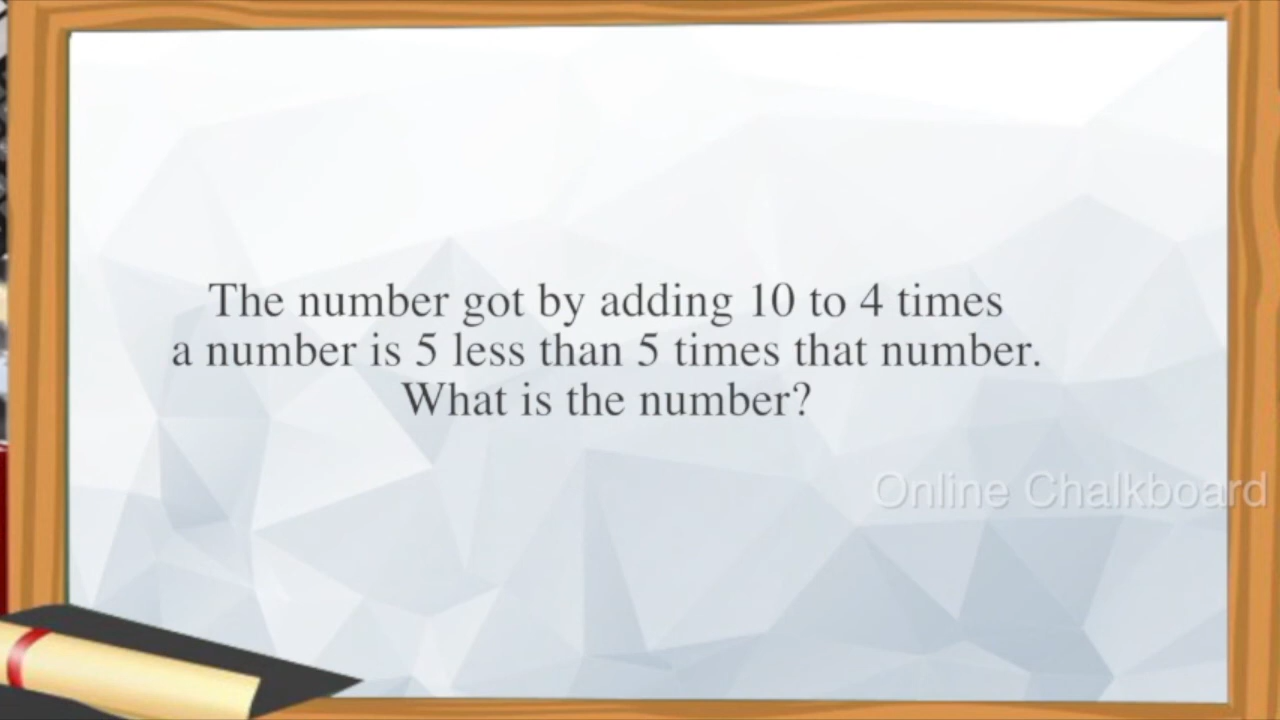 The number got by adding 10 to 4 times
a number is 5 less than 5 times that number.
What is the number?
Online Chalkboard